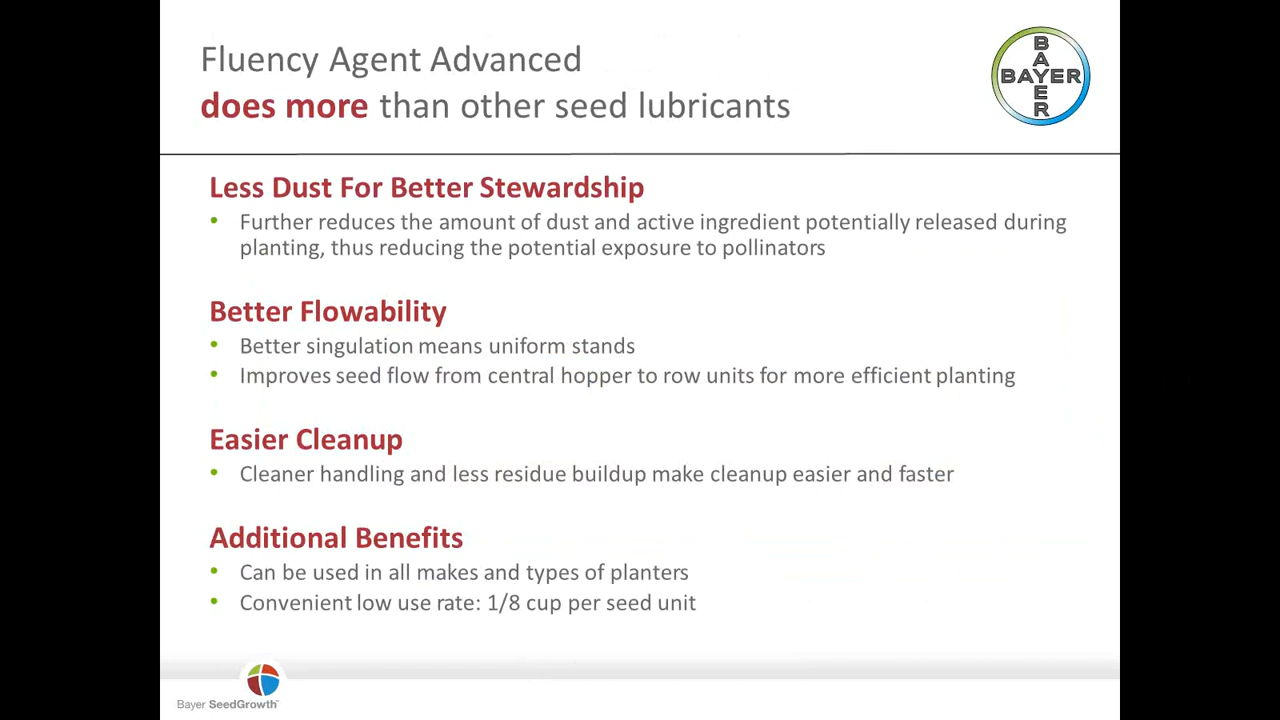 Fluency Agent Advanced
does more than other seed lubricants
BAYER
BAYER
Less Dust For Better Stewardship
• Further reduces the amount of dust and active ingredient potentially released during
planting, thus reducing the potential exposure to pollinators
Better Flowability
• Better singulation means uniform stands
• Improves seed flow from central hopper to row units for more efficient planting
Easier Cleanup
• Cleaner handling and less residue buildup make cleanup easier and faster
Additional Benefits
• Can be used in all makes and types of planters
• Convenient low use rate: 1/8 cup per seed unit
Bayer SeedGrowth™